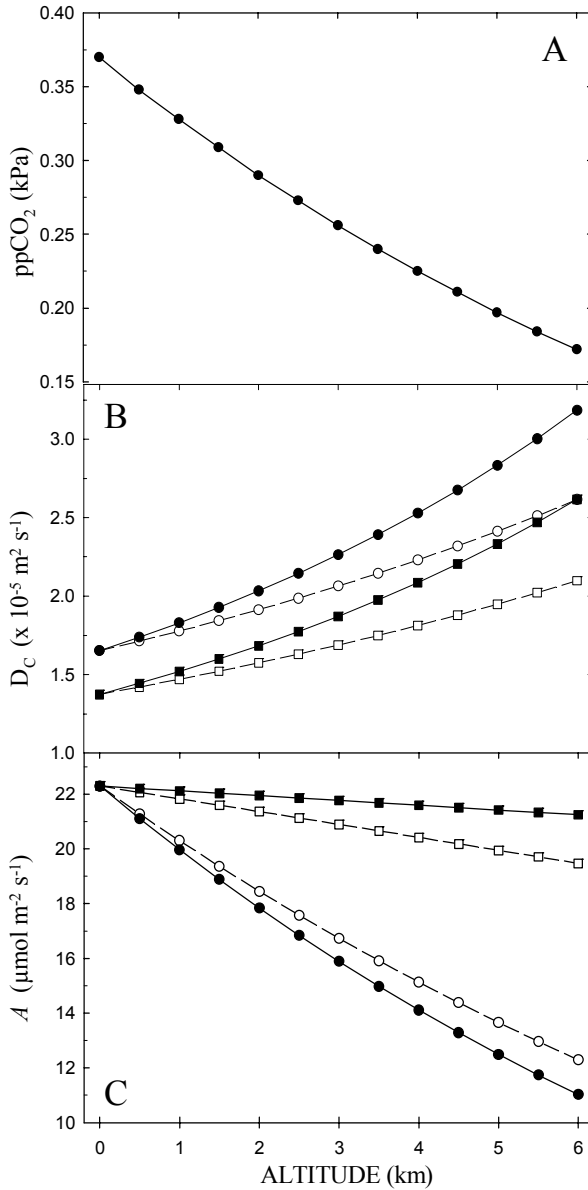 0.40
A
0.35
0.30
0.25
0.20
0.15
ppCO₂ (kPa)
B
3.0
2.5
2.0
1.5
1.0
D_C (x 10⁻⁵ m² s⁻¹)
22
20
18
16
14
12
10
A (µmol m⁻² s⁻¹)
C
0 1 2 3 4 5 6
ALTITUDE (km)